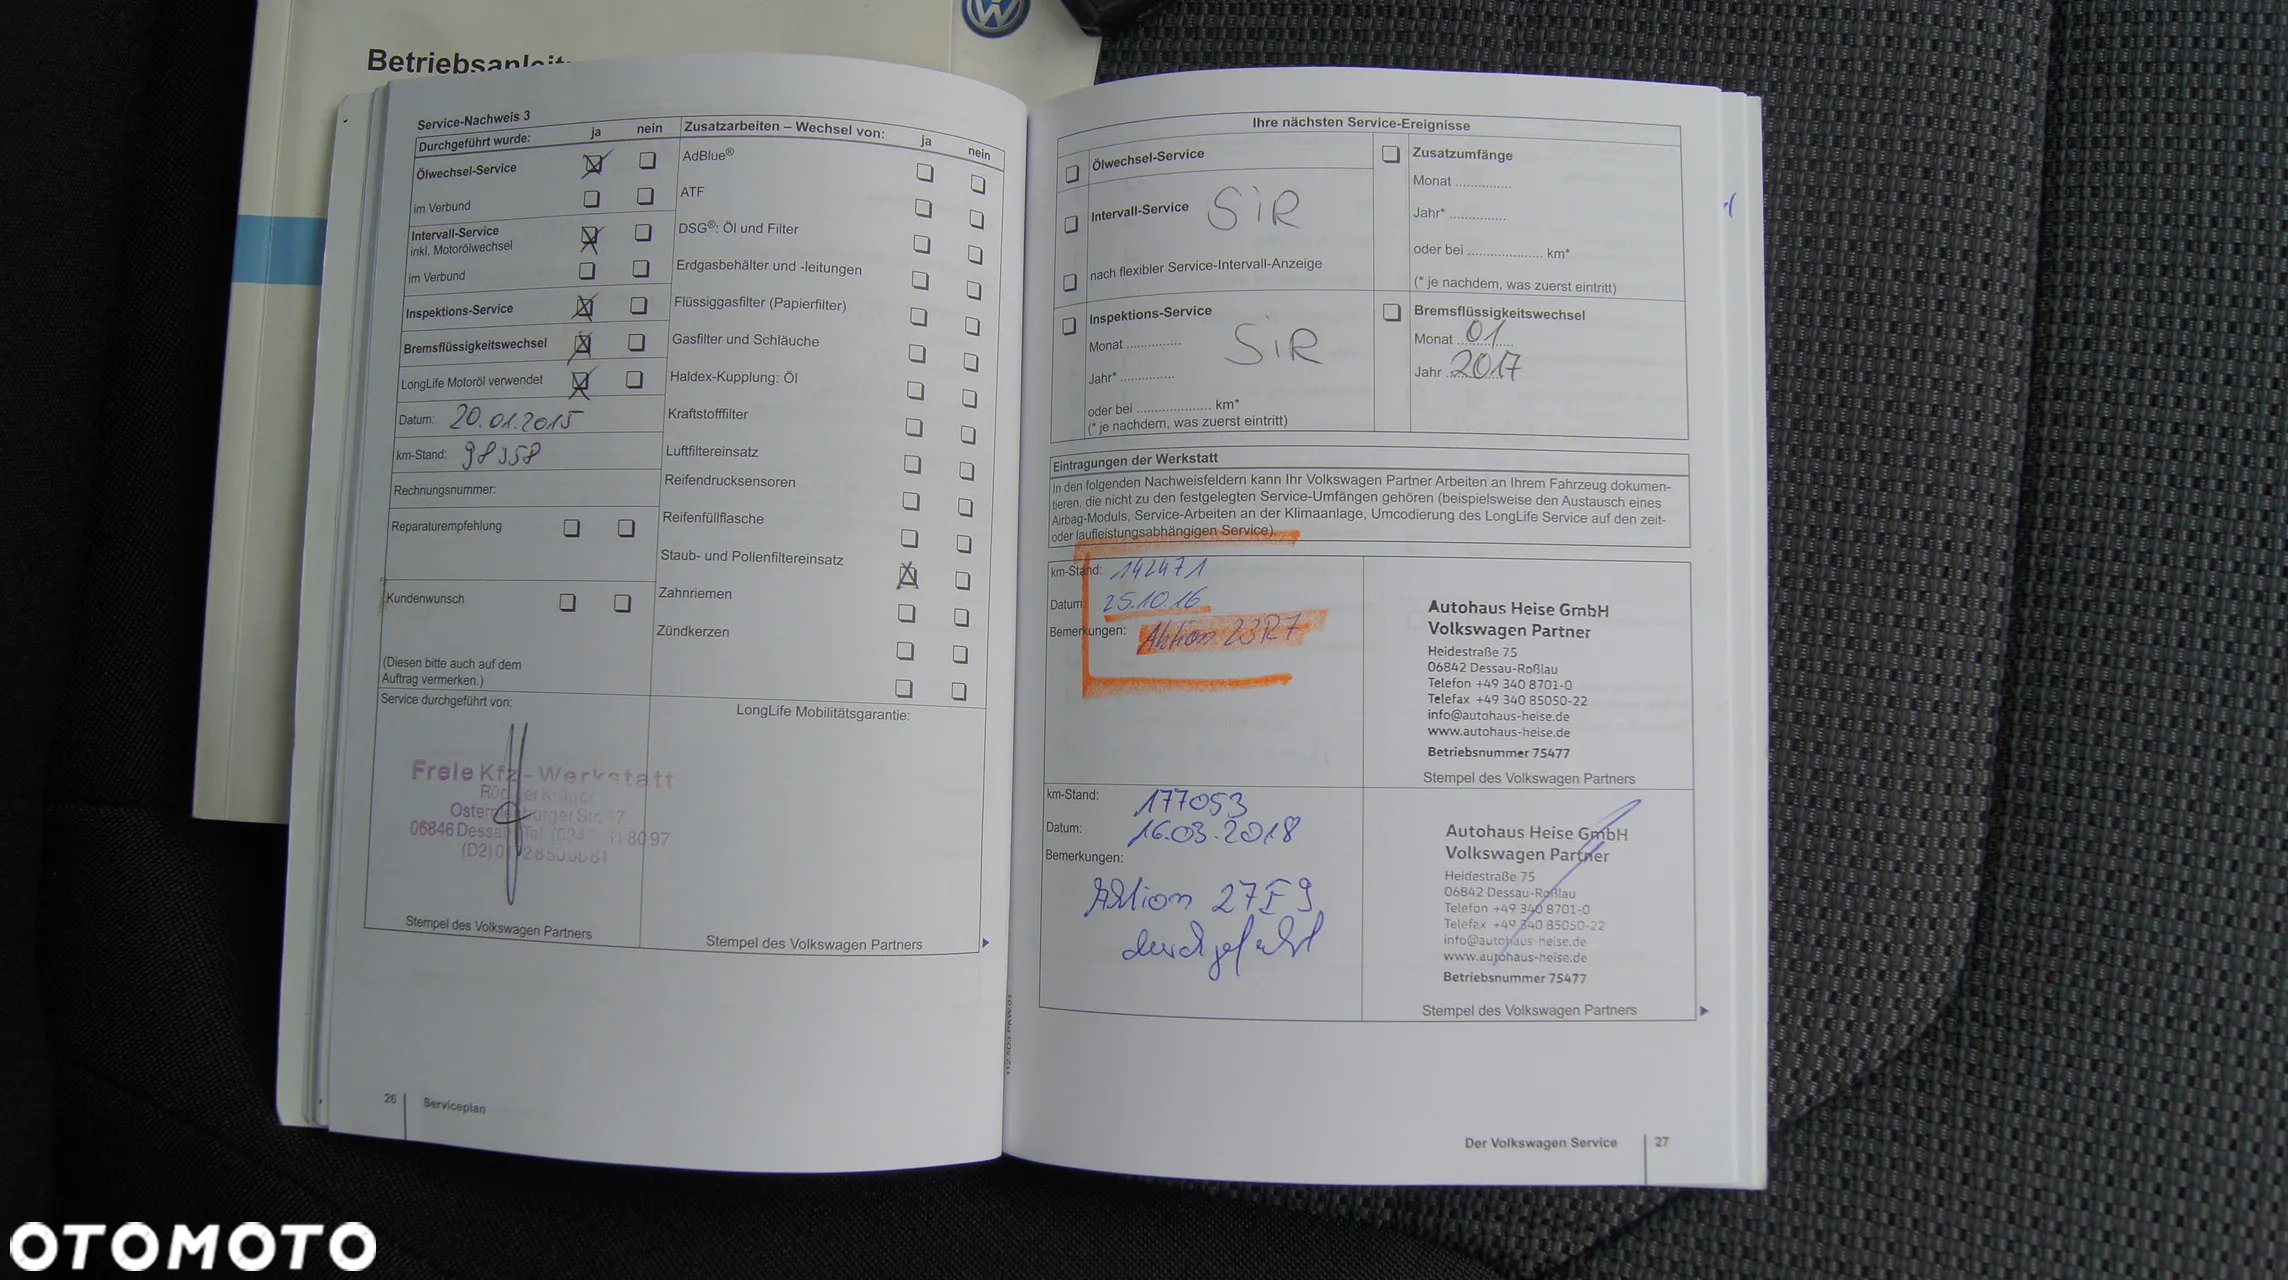 Betriebsanleit
Service-Nachweis 3
Durchgeführt wurde: ja nein
Ölwechsel-Service
im Verbund
Intervall-Service
inkl. Motorölwechsel
im Verbund
Inspektions-Service
Bremsflüssigkeitswechsel
LongLife Motoröl verwendet
Datum: 20.01.2015
km-Stand: 98358
Rechnungsnummer:
Reparaturempfehlung
Kundenwunsch
(Diesen bitte auch auf dem
Auftrag vermerken.)
Service durchgeführt von:
Freie Kfz-Werkstatt
06846 Dessau Tel.
Stempel des Volkswagen Partners
Zusatzarbeiten – Wechsel von: ja nein
AdBlue®
ATF
DSG®: Öl und Filter
Erdgasbehälter und -leitungen
Flüssiggasfilter (Papierfilter)
Gasfilter und Schläuche
Haldex-Kupplung: Öl
Kraftstofffilter
Luftfiltereinsatz
Reifendrucksensoren
Reifenfüllflasche
Staub- und Pollenfiltereinsatz
Zahnriemen
Zündkerzen
LongLife Mobilitätsgarantie:
Stempel des Volkswagen Partners
26 Serviceplan
Ihre nächsten Service-Ereignisse
Ölwechsel-Service
Intervall-Service SiR
nach flexibler Service-Intervall-Anzeige
Inspektions-Service
Monat ............... SiR
Jahr* ...............
oder bei .................... km*
(* je nachdem, was zuerst eintritt)
Zusatzumfänge
Monat ...............
Jahr* ...............
oder bei .................... km*
(* je nachdem, was zuerst eintritt)
Bremsflüssigkeitswechsel
Monat 01
Jahr 2017
Eintragungen der Werkstatt
In den folgenden Nachweisfeldern kann Ihr Volkswagen Partner Arbeiten an Ihrem Fahrzeug dokumen-
tieren, die nicht zu den festgelegten Service-Umfängen gehören (beispielsweise den Austausch eines
Airbag-Moduls, Service-Arbeiten an der Klimaanlage, Umcodierung des LongLife Service auf den zeit-
oder laufleistungsabhängigen Service).
km-Stand: 142471
Datum: 25.10.16
Bemerkungen: Aktion 23R7
Autohaus Heise GmbH
Volkswagen Partner
Heidestraße 75
06842 Dessau-Roßlau
Telefon +49 340 8701-0
Telefax +49 340 85050-22
info@autohaus-heise.de
www.autohaus-heise.de
Betriebsnummer 75477
Stempel des Volkswagen Partners
km-Stand: 177053
Datum: 16.03.2018
Bemerkungen:
Aktion 27F9
durchgeführt
Autohaus Heise GmbH
Volkswagen Partner
Heidestraße 75
06842 Dessau-Roßlau
Telefon +49 340 8701-0
Telefax +49 340 85050-22
info@autohaus-heise.de
www.autohaus-heise.de
Betriebsnummer 75477
Stempel des Volkswagen Partners
Der Volkswagen Service 27
OTOMOTO